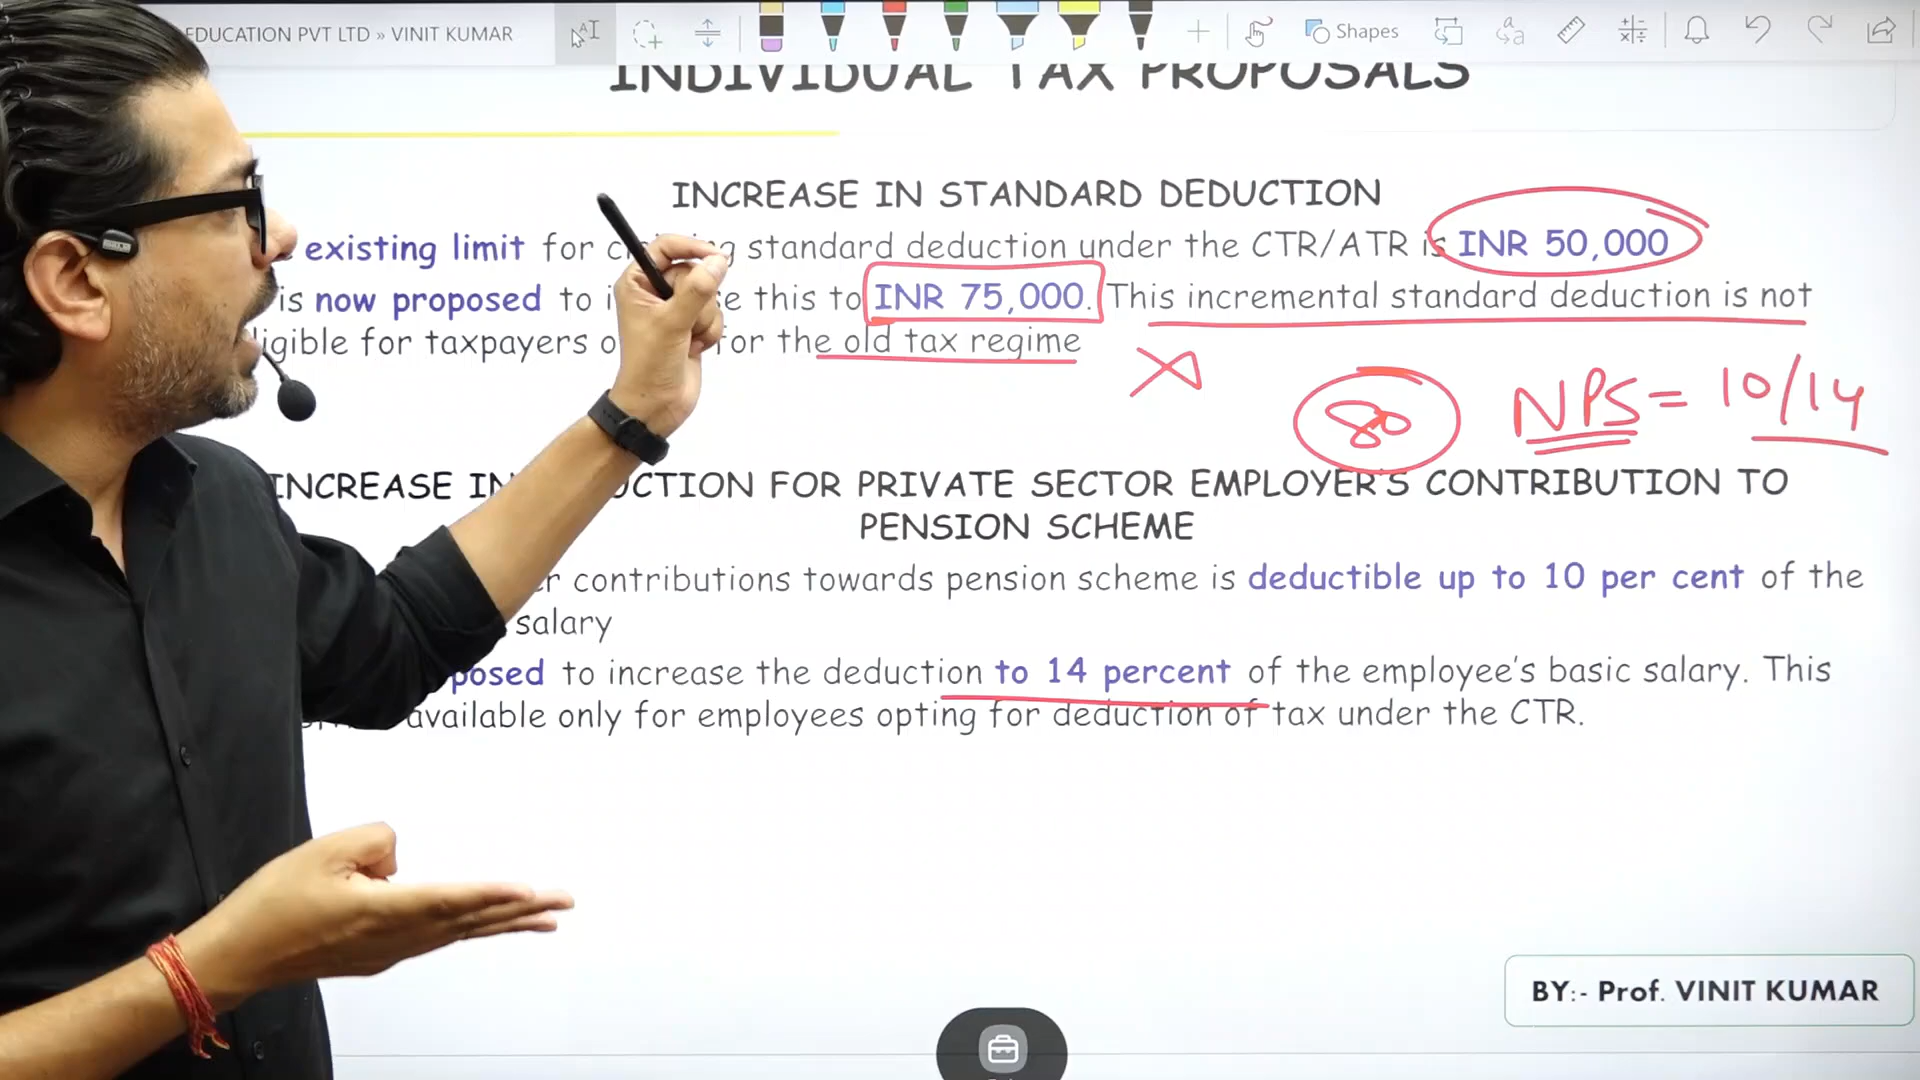 EDUCATION PVT LTD » VINIT KUMAR
Shapes
INDIVIDUAL TAX PROPOSALS
INCREASE IN STANDARD DEDUCTION
existing limit for standard deduction under the CTR/ATR is INR 50,000
is now proposed to this to INR 75,000. This incremental standard deduction is not
for taxpayers for the old tax regime
80 NPS = 10/14
INCREASE IN FOR PRIVATE SECTOR EMPLOYER'S CONTRIBUTION TO
PENSION SCHEME
contributions towards pension scheme is deductible up to 10 per cent of the
salary
to increase the deduction to 14 percent of the employee's basic salary. This
available only for employees opting for deduction of tax under the CTR.
BY:- Prof. VINIT KUMAR